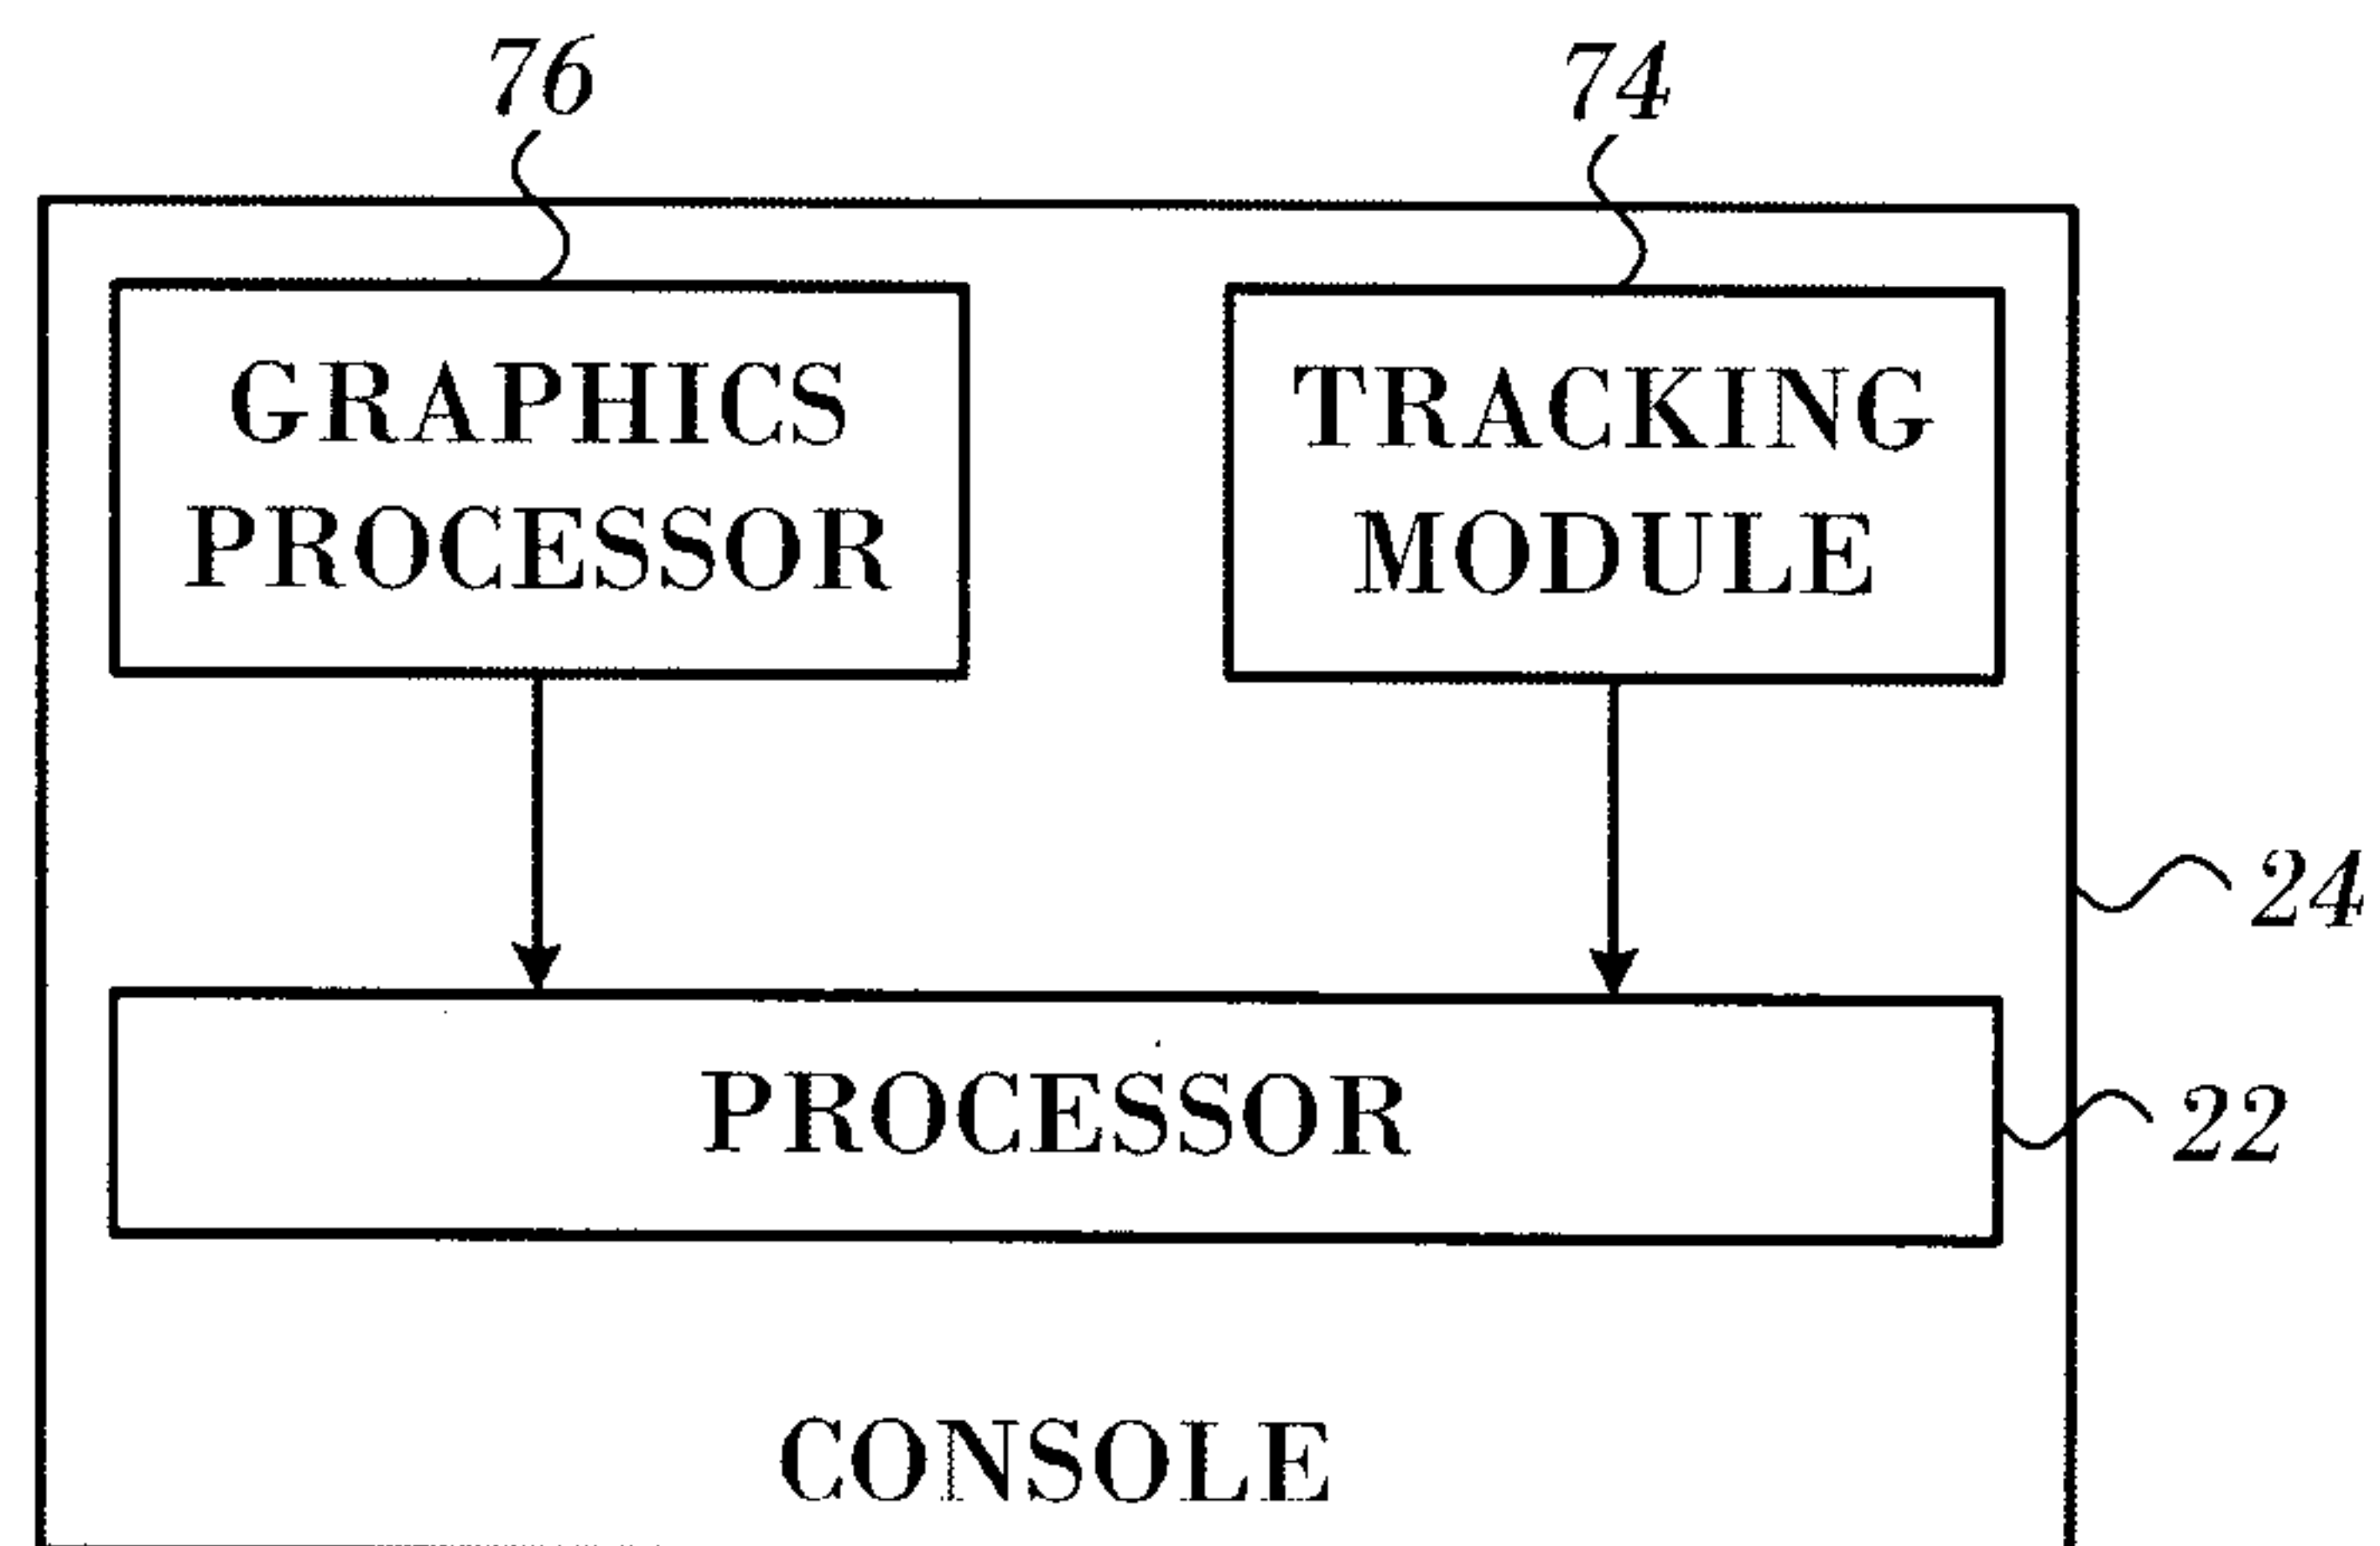 76
74
GRAPHICS
PROCESSOR
TRACKING
MODULE
24
PROCESSOR
22
CONSOLE